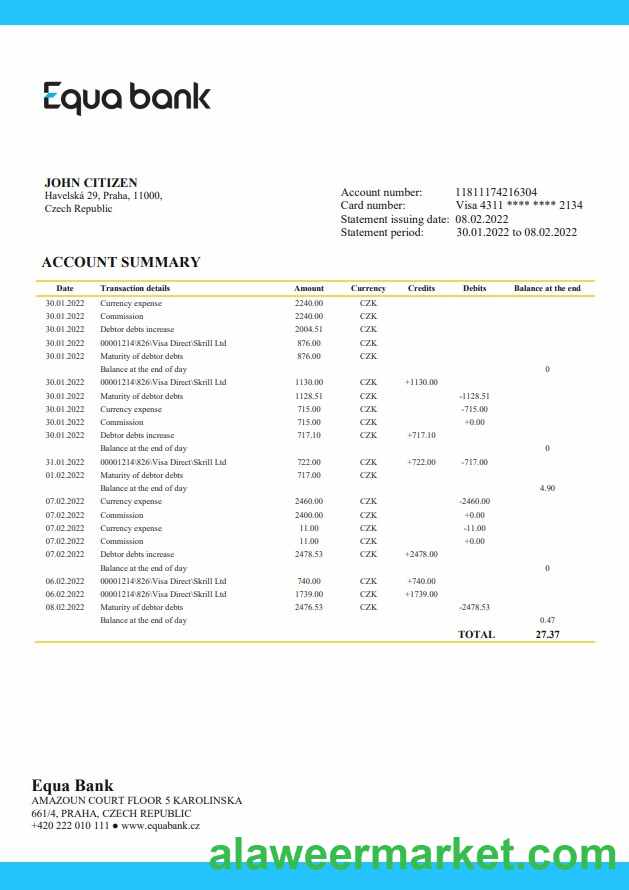 Equa bank
JOHN CITIZEN
Havelská 29, Praha, 11000,
Czech Republic
Account number: 11811174216304
Card number: Visa 4311 **** **** 2134
Statement issuing date: 08.02.2022
Statement period: 30.01.2022 to 08.02.2022
ACCOUNT SUMMARY
Date Transaction details Amount Currency Credits Debits Balance at the end
30.01.2022 Currency expense 2240.00 CZK
30.01.2022 Commission 2240.00 CZK
30.01.2022 Debtor debts increase 2004.51 CZK
30.01.2022 00001214\826\Visa Direct\Skrill Ltd 876.00 CZK
30.01.2022 Maturity of debtor debts 876.00 CZK
Balance at the end of day 0
30.01.2022 00001214\826\Visa Direct\Skrill Ltd 1130.00 CZK +1130.00
30.01.2022 Maturity of debtor debts 1128.51 CZK -1128.51
30.01.2022 Currency expense 715.00 CZK -715.00
30.01.2022 Commission 715.00 CZK +0.00
30.01.2022 Debtor debts increase 717.10 CZK +717.10
Balance at the end of day 0
31.01.2022 00001214\826\Visa Direct\Skrill Ltd 722.00 CZK +722.00 -717.00
01.02.2022 Maturity of debtor debts 717.00 CZK
Balance at the end of day 4.90
07.02.2022 Currency expense 2460.00 CZK -2460.00
07.02.2022 Commission 2400.00 CZK +0.00
07.02.2022 Currency expense 11.00 CZK -11.00
07.02.2022 Commission 11.00 CZK +0.00
07.02.2022 Debtor debts increase 2478.53 CZK +2478.00
Balance at the end of day 0
06.02.2022 00001214\826\Visa Direct\Skrill Ltd 740.00 CZK +740.00
06.02.2022 00001214\826\Visa Direct\Skrill Ltd 1739.00 CZK +1739.00
08.02.2022 Maturity of debtor debts 2476.53 CZK -2478.53
Balance at the end of day 0.47
TOTAL 27.37
Equa Bank
AMAZOUN COURT FLOOR 5 KAROLINSKA
661/4, PRAHA, CZECH REPUBLIC
+420 222 010 111 ● www.equabank.cz
alaweermarket.com